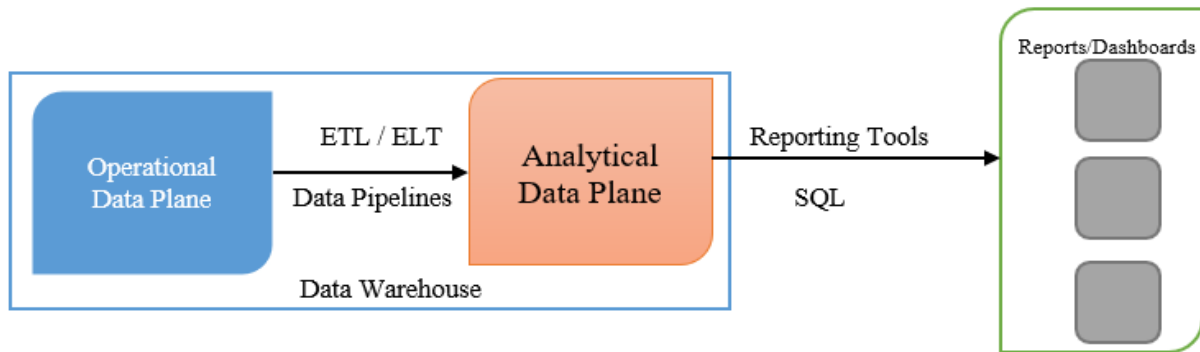 Operational
Data Plane
ETL / ELT
Data Pipelines
Analytical
Data Plane
Data Warehouse
Reporting Tools
SQL
Reports/Dashboards